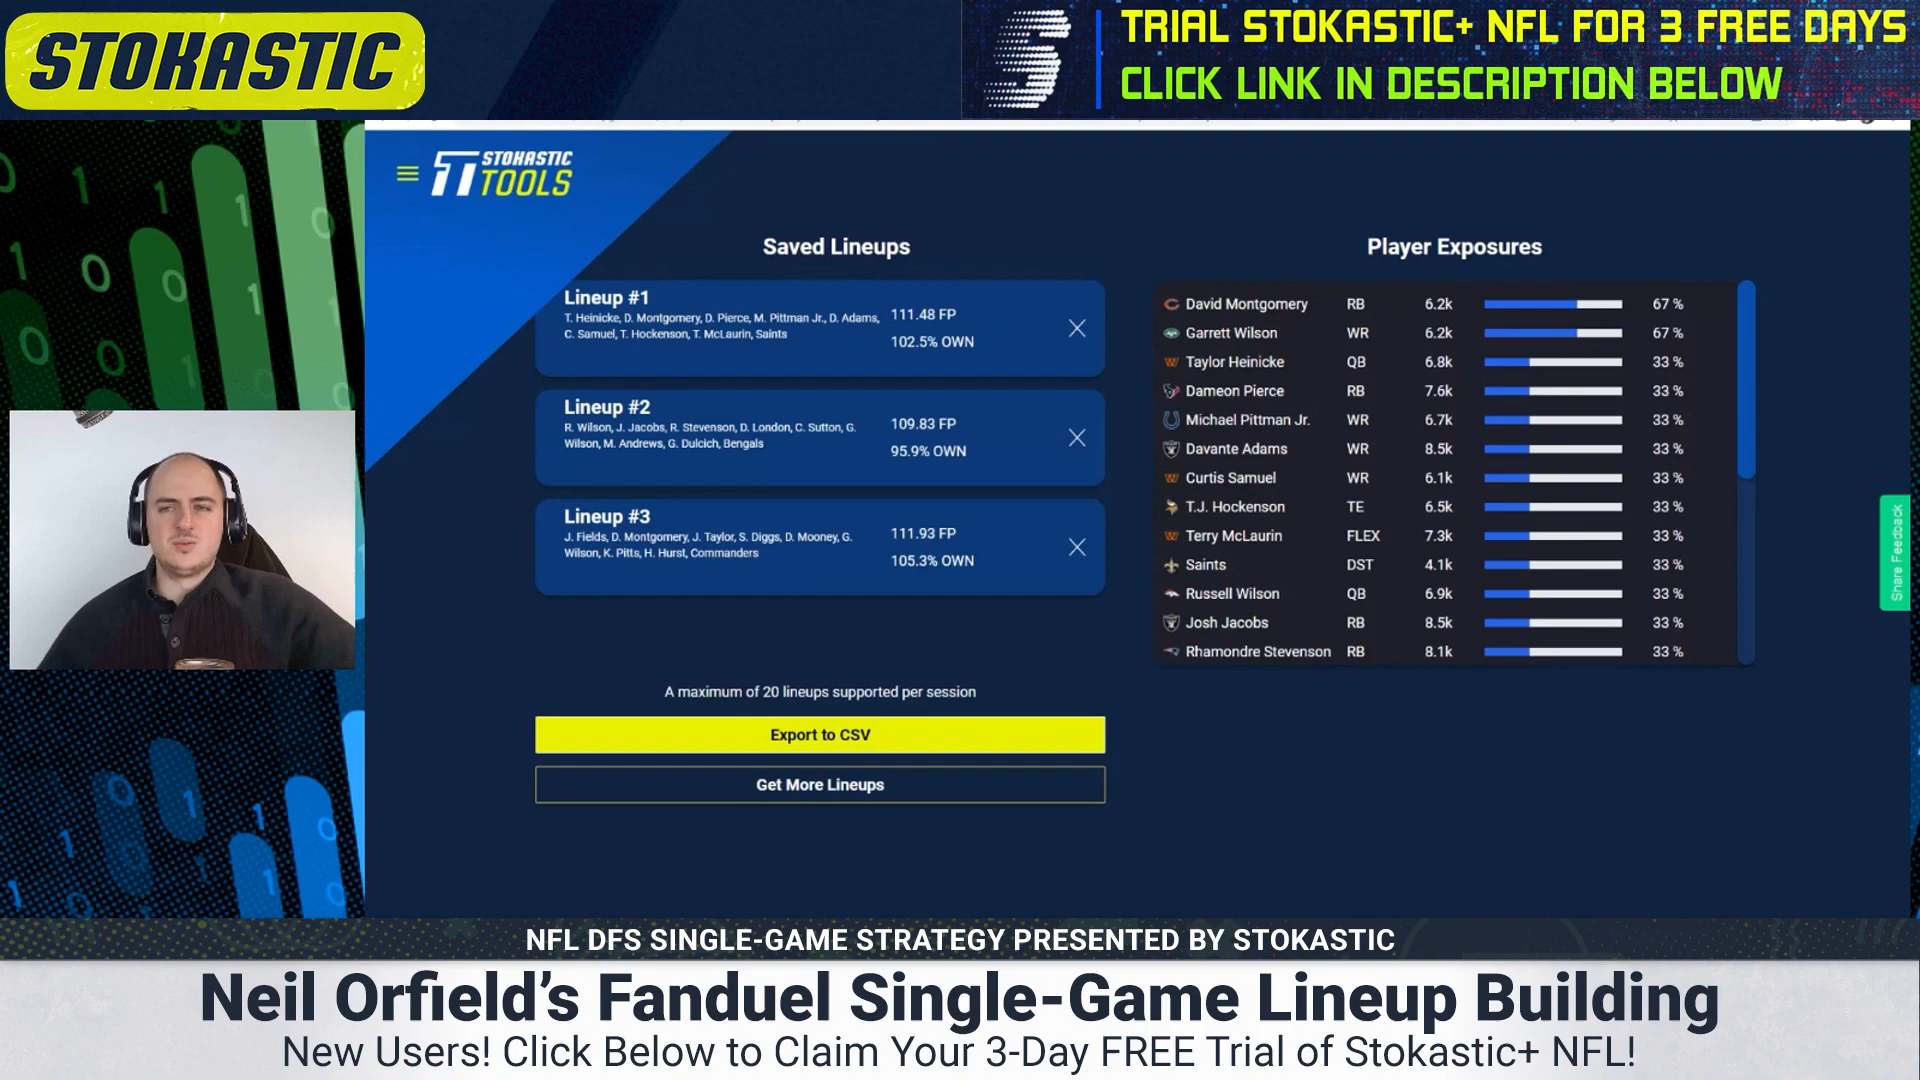 STOKASTIC
TRIAL STOKASTIC+ NFL FOR 3 FREE DAYS
CLICK LINK IN DESCRIPTION BELOW
STOKASTIC
TOOLS
Saved Lineups
Lineup #1
T. Heinicke, D. Montgomery, D. Pierce, M. Pittman Jr., D. Adams,
C. Samuel, T. Hockenson, T. McLaurin, Saints
111.48 FP
102.5% OWN
Lineup #2
R. Wilson, J. Jacobs, R. Stevenson, D. London, C. Sutton, G.
Wilson, M. Andrews, G. Dulcich, Bengals
109.83 FP
95.9% OWN
Lineup #3
J. Fields, D. Montgomery, J. Taylor, S. Diggs, D. Mooney, G.
Wilson, K. Pitts, H. Hurst, Commanders
111.93 FP
105.3% OWN
A maximum of 20 lineups supported per session
Export to CSV
Get More Lineups
Player Exposures
David Montgomery RB 6.2k 67 %
Garrett Wilson WR 6.2k 67 %
Taylor Heinicke QB 6.8k 33 %
Dameon Pierce RB 7.6k 33 %
Michael Pittman Jr. WR 6.7k 33 %
Davante Adams WR 8.5k 33 %
Curtis Samuel WR 6.1k 33 %
T.J. Hockenson TE 6.5k 33 %
Terry McLaurin FLEX 7.3k 33 %
Saints DST 4.1k 33 %
Russell Wilson QB 6.9k 33 %
Josh Jacobs RB 8.5k 33 %
Rhamondre Stevenson RB 8.1k 33 %
Share Feedback
NFL DFS SINGLE-GAME STRATEGY PRESENTED BY STOKASTIC
Neil Orfield's Fanduel Single-Game Lineup Building
New Users! Click Below to Claim Your 3-Day FREE Trial of Stokastic+ NFL!